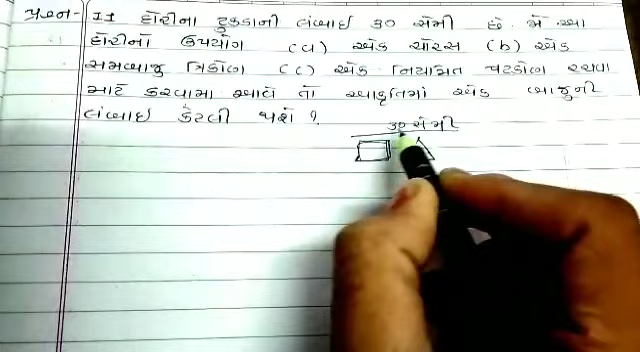 પ્રશ્ન- 11 દોરીના ટુકડાની લંબાઈ 30 સેમી છે. જો આ
દોરીનો ઉપયોગ (a) એક ચોરસ (b) એક
સમબાજુ ત્રિકોણ (c) એક નિયમિત ષટકોણ રચવા
માટે કરવામાં આવે તો આકૃતિમાં એક બાજુની
લંબાઈ કેટલી થશે ?
30 સેમી